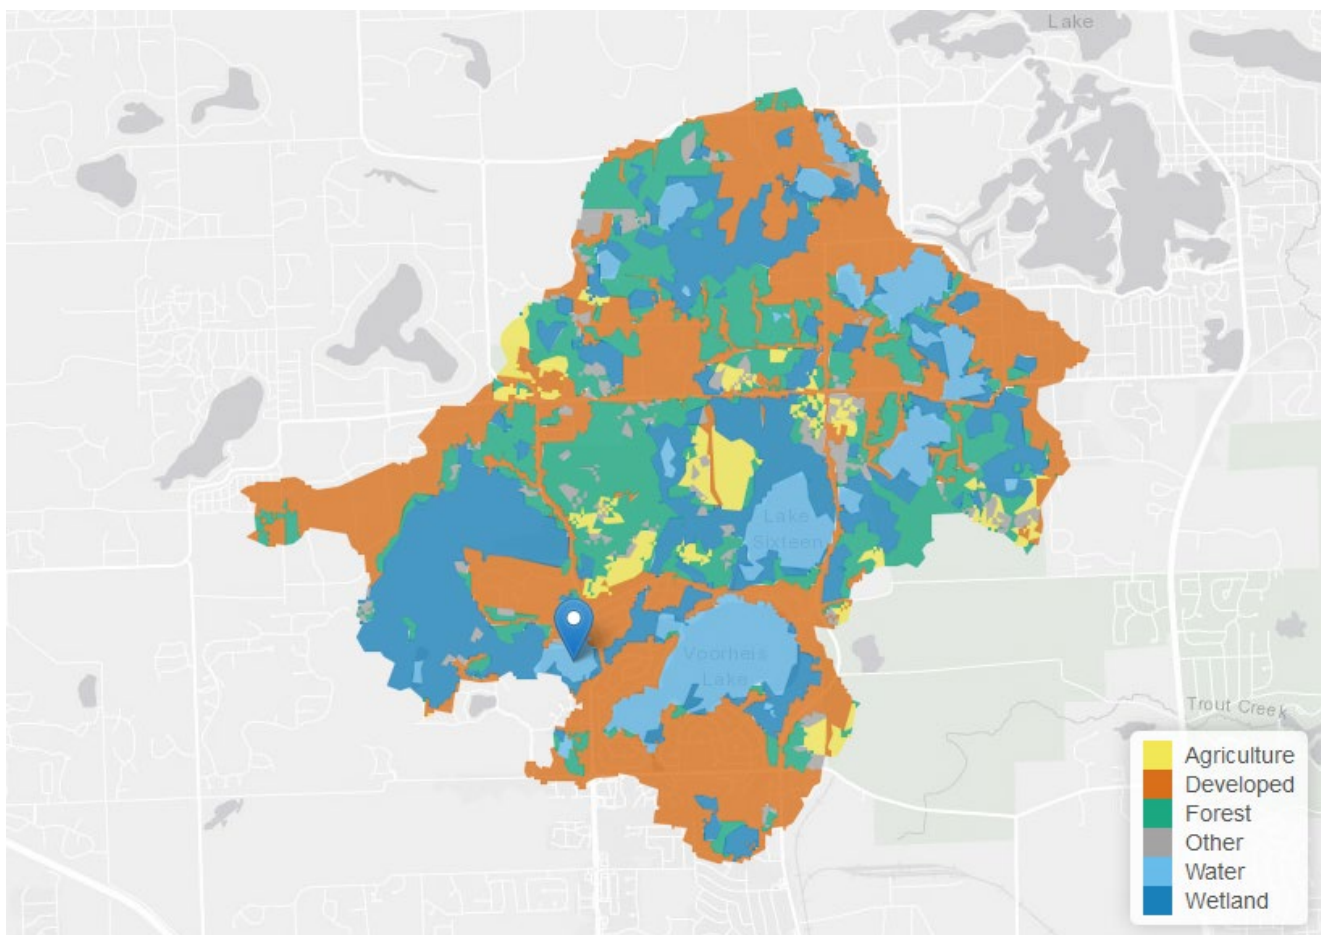 Lake
Lake
Sixteen
Voorheis
Lake
Trout Creek
Agriculture
Developed
Forest
Other
Water
Wetland